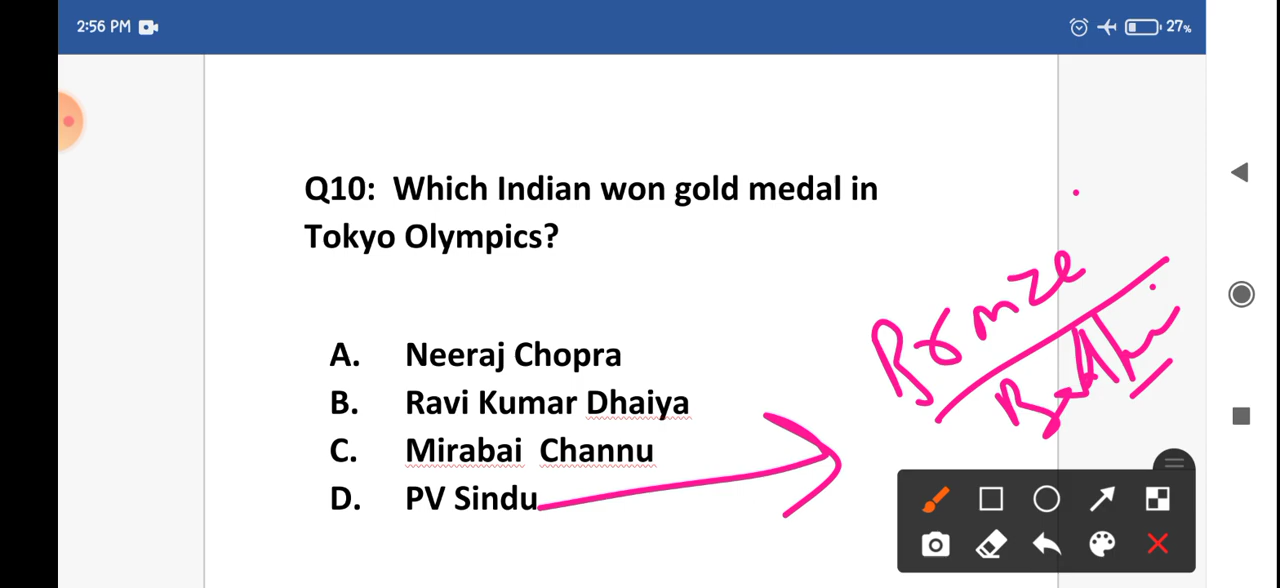 2:56 PM
27%
Q10: Which Indian won gold medal in
Tokyo Olympics?
A. Neeraj Chopra
B. Ravi Kumar Dhaiya
C. Mirabai Channu
D. PV Sindu
Bronze